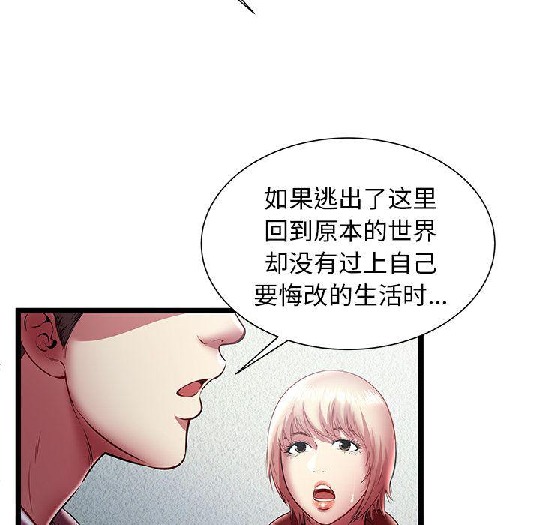 如果逃出了这里
回到原本的世界
却没有过上自己
要悔改的生活时...